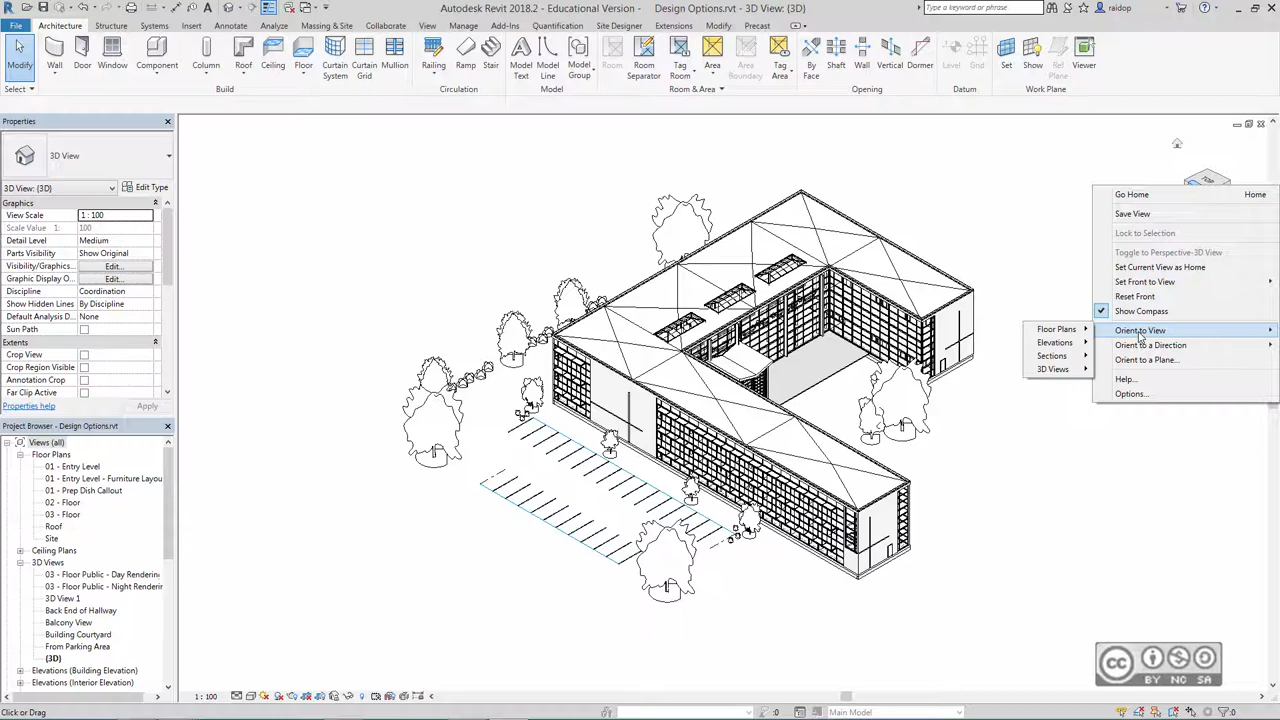 Autodesk Revit 2018.2 - Educational Version - Design Options.rvt - 3D View: {3D}
Type a keyword or phrase
raidop
File Architecture Structure Systems Insert Annotate Analyze Massing & Site Collaborate View Manage Add-Ins Quantification Site Designer Extensions Modify Precast
Modify Wall Door Window Component Column Roof Ceiling Floor Curtain System Curtain Grid Mullion Railing Ramp Stair Model Text Model Line Model Group Room Room Separator Tag Room Area Area Boundary Tag Area By Face Shaft Wall Vertical Dormer Level Grid Set Show Ref Plane Viewer
Select Build Circulation Model Room & Area Opening Datum Work Plane
Properties
3D View
3D View: {3D} Edit Type
Graphics
View Scale 1 : 100
Scale Value 1: 100
Detail Level Medium
Parts Visibility Show Original
Visibility/Graphics... Edit...
Graphic Display O... Edit...
Discipline Coordination
Show Hidden Lines By Discipline
Default Analysis D... None
Sun Path
Extents
Crop View
Crop Region Visible
Annotation Crop
Far Clip Active
Properties help Apply
Project Browser - Design Options.rvt
Views (all)
Floor Plans
01 - Entry Level
01 - Entry Level - Furniture Layou
01 - Prep Dish Callout
02 - Floor
03 - Floor
Roof
Site
Ceiling Plans
3D Views
03 - Floor Public - Day Rendering
03 - Floor Public - Night Renderin
3D View 1
Back End of Hallway
Balcony View
Building Courtyard
From Parking Area
{3D}
Elevations (Building Elevation)
Elevations (Interior Elevation)
TOP
Go Home Home
Save View
Lock to Selection
Toggle to Perspective-3D View
Set Current View as Home
Set Front to View
Reset Front
Show Compass
Orient to View
Orient to a Direction
Orient to a Plane...
Help...
Options...
Floor Plans
Elevations
Sections
3D Views
CC BY NC SA
1 : 100
Click or Drag
:0
Main Model
:0